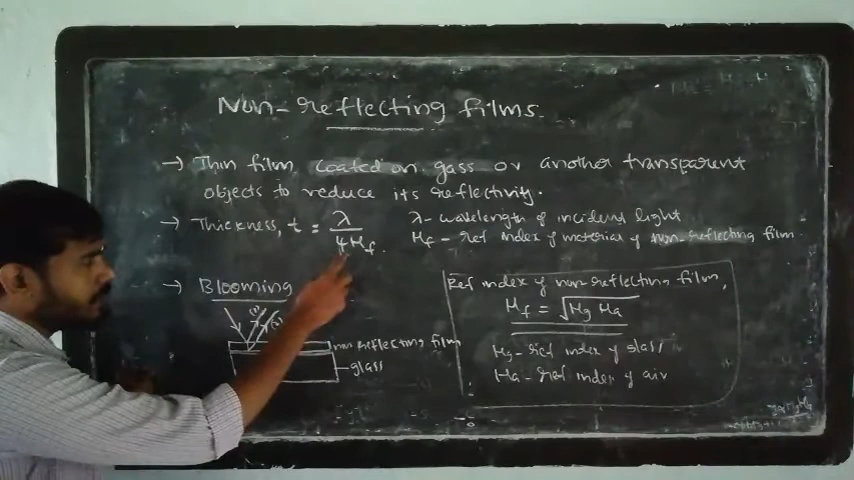 Non-reflecting films.
→ Thin film coated on gass or another transparent
objects to reduce its reflectivity.
→ Thickness, t = λ / 4μf . λ - wavelength of incident light
μf - ref index of material of non-reflecting film
→ Blooming
(1)
non reflecting film
glass
Ref index of non-reflecting film,
μf = √μg μa
μg - ref index of glass
μa - ref index of air